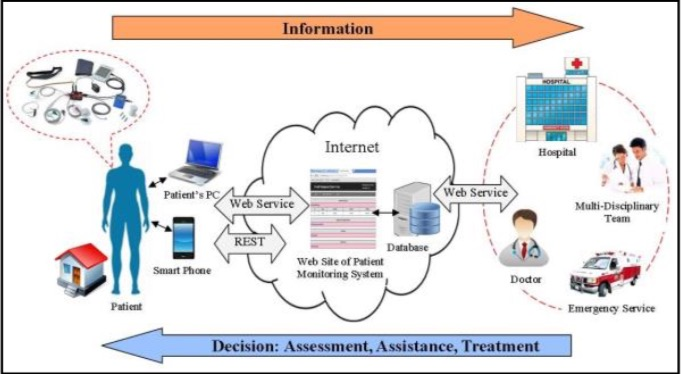 Information
HOSPITAL
Internet
Hospital
Patient's PC
Web Service
Web Service
Multi-Disciplinary
Team
REST
Database
Smart Phone
Web Site of Patient
Monitoring System
Doctor
Patient
Emergency Service
Decision: Assessment, Assistance, Treatment